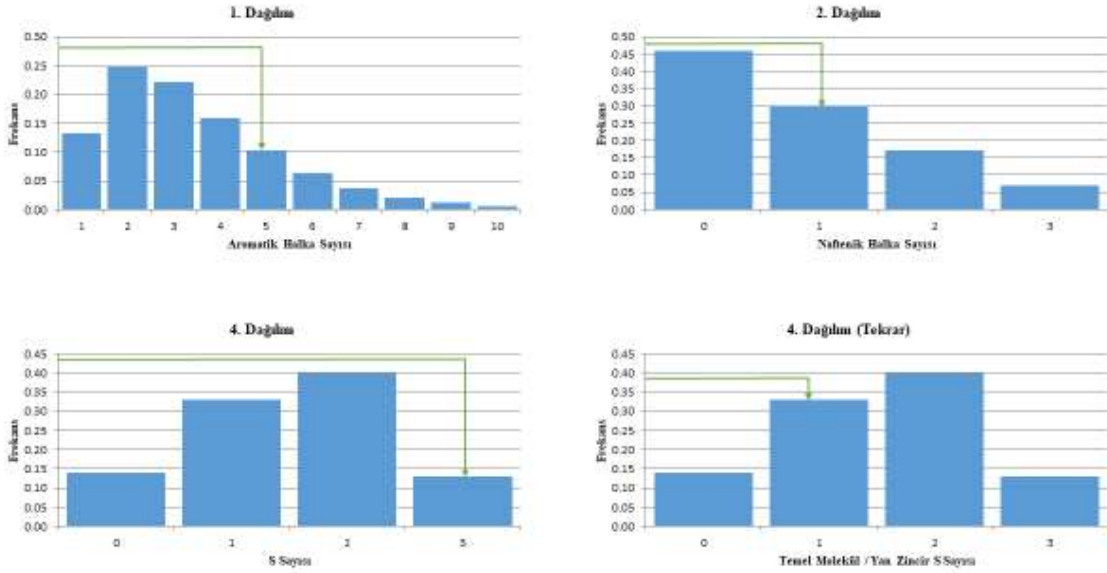 1. Dağılım
Frekans
0.50
0.25
0.20
0.15
0.10
0.05
0.00
1 2 3 4 5 6 7 8 9 10
Aromatik Halka Sayısı
2. Dağılım
Frekans
0.50
0.45
0.40
0.35
0.30
0.25
0.20
0.15
0.10
0.05
0.00
0 1 2 3
Naftenik Halka Sayısı
4. Dağılım
Frekans
0.45
0.40
0.35
0.30
0.25
0.20
0.15
0.10
0.05
0.00
0 1 2 3
S Sayısı
4. Dağılım (Tekrar)
Frekans
0.45
0.40
0.35
0.30
0.25
0.20
0.15
0.10
0.05
0.00
0 1 2 3
Temel Molekül / Yan Zincir S Sayısı